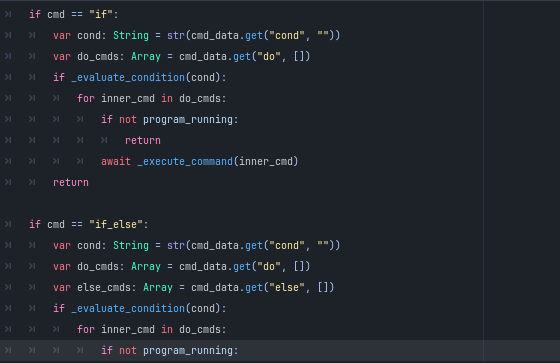 if cmd == "if":
var cond: String = str(cmd_data.get("cond", ""))
var do_cmds: Array = cmd_data.get("do", [])
if _evaluate_condition(cond):
for inner_cmd in do_cmds:
if not program_running:
return
await _execute_command(inner_cmd)
return
if cmd == "if_else":
var cond: String = str(cmd_data.get("cond", ""))
var do_cmds: Array = cmd_data.get("do", [])
var else_cmds: Array = cmd_data.get("else", [])
if _evaluate_condition(cond):
for inner_cmd in do_cmds:
if not program_running: